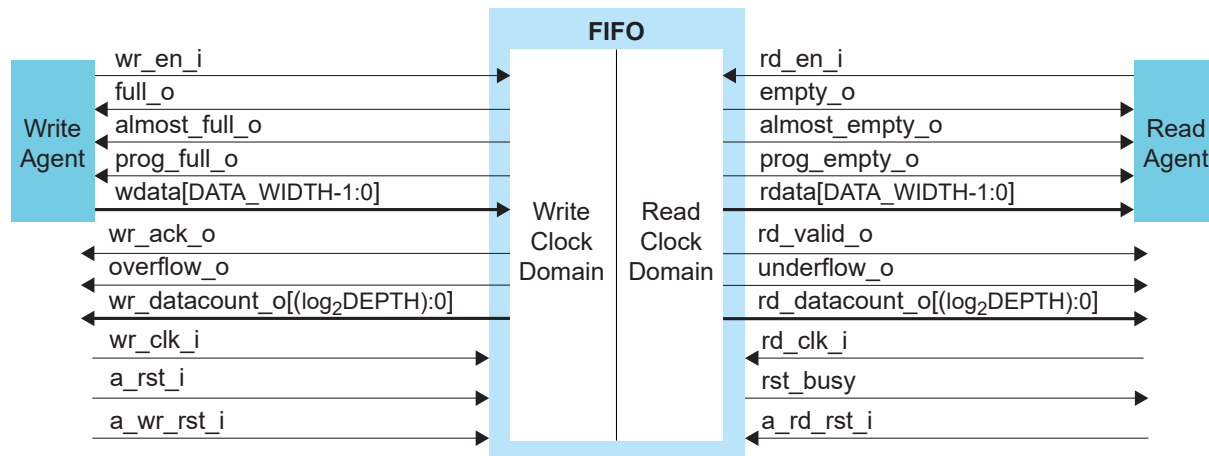 FIFO
wr_en_i
full_o
almost_full_o
prog_full_o
wdata[DATA_WIDTH-1:0]
wr_ack_o
overflow_o
wr_datacount_o[(log2DEPTH):0]
wr_clk_i
a_rst_i
a_wr_rst_i
Write
Agent
Write
Clock
Domain
Read
Clock
Domain
rd_en_i
empty_o
almost_empty_o
prog_empty_o
rdata[DATA_WIDTH-1:0]
rd_valid_o
underflow_o
rd_datacount_o[(log2DEPTH):0]
rd_clk_i
rst_busy
a_rd_rst_i
Read
Agent